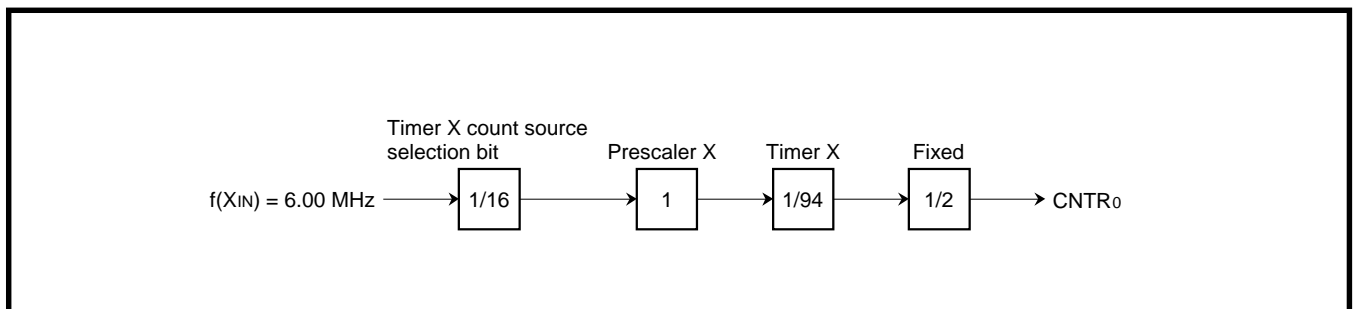 Timer X count source
selection bit
Prescaler X
Timer X
Fixed
f(XIN) = 6.00 MHz
1/16
1
1/94
1/2
CNTR0